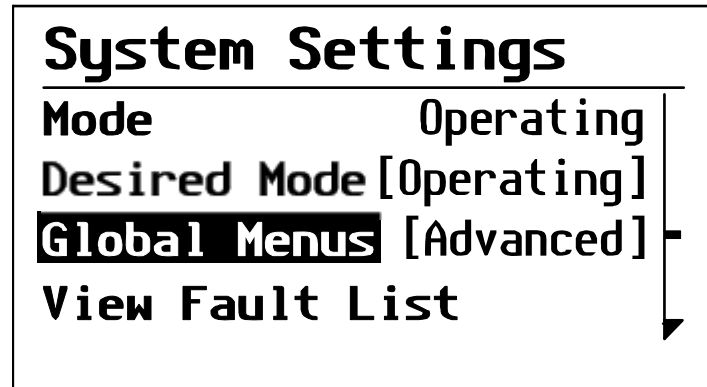 System Settings
Mode Operating
Desired Mode [Operating]
Global Menus [Advanced]
View Fault List